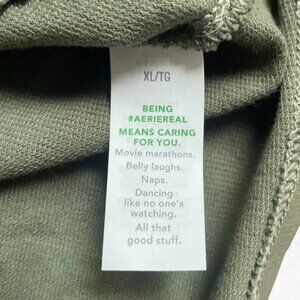 XL/TG
BEING
#AERIEREAL
MEANS CARING
FOR YOU.
Movie marathons.
Belly laughs.
Naps.
Dancing
like no one's
watching.
All that
good stuff.